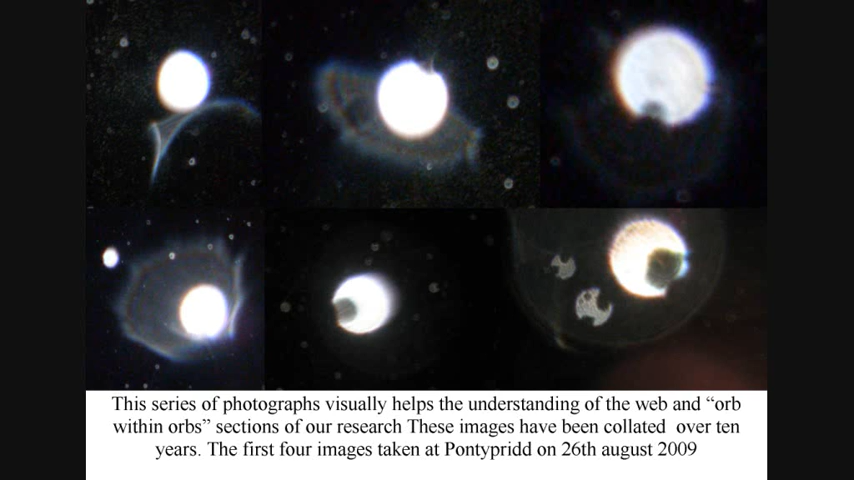 This series of photographs visually helps the understanding of the web and “orb
within orbs” sections of our research These images have been collated over ten
years. The first four images taken at Pontypridd on 26th august 2009